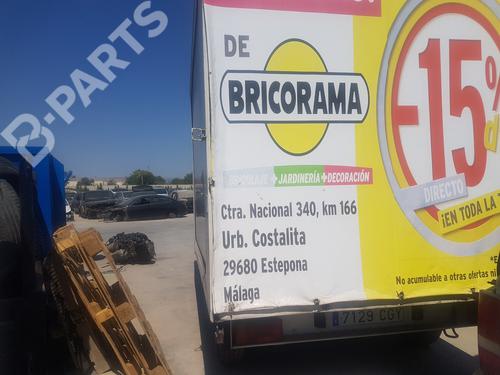 DE
BRICORAMA
-15%
+JARDINERÍA+DECORACIÓN
DIRECTO
¡EN TODA LA
Ctra. Nacional 340, km 166
Urb. Costalita
29680 Estepona
Málaga
No acumulable a otras ofertas ni
7129 CGY
B-PARTS